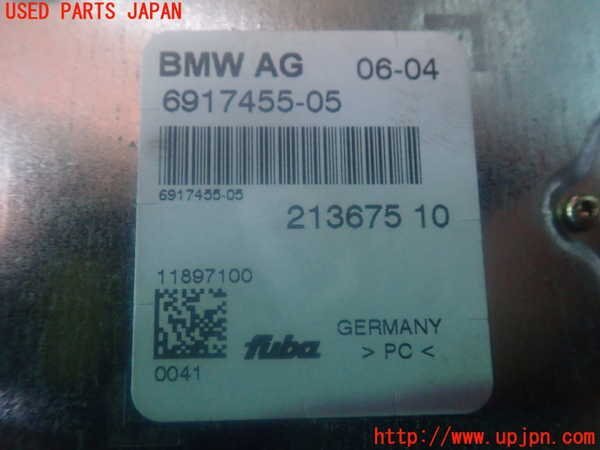 USED PARTS JAPAN
BMW AG 06-04
6917455-05
6917455-05
213675 10
11897100
fuba GERMANY
> PC <
0041
http://www.upjpn.com/